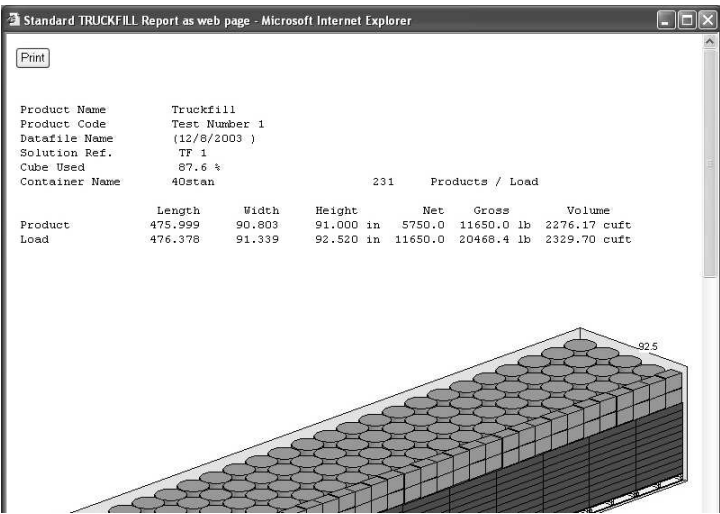 Standard TRUCKFILL Report as web page - Microsoft Internet Explorer
Print
Product Name Truckfill
Product Code Test Number 1
Datafile Name (12/8/2003 )
Solution Ref. TF 1
Cube Used 87.6 %
Container Name 40stan 231 Products / Load
Length Width Height Net Gross Volume
Product 475.999 90.803 91.000 in 5750.0 11650.0 lb 2276.17 cuft
Load 476.378 91.339 92.520 in 11650.0 20468.4 lb 2329.70 cuft
92.5